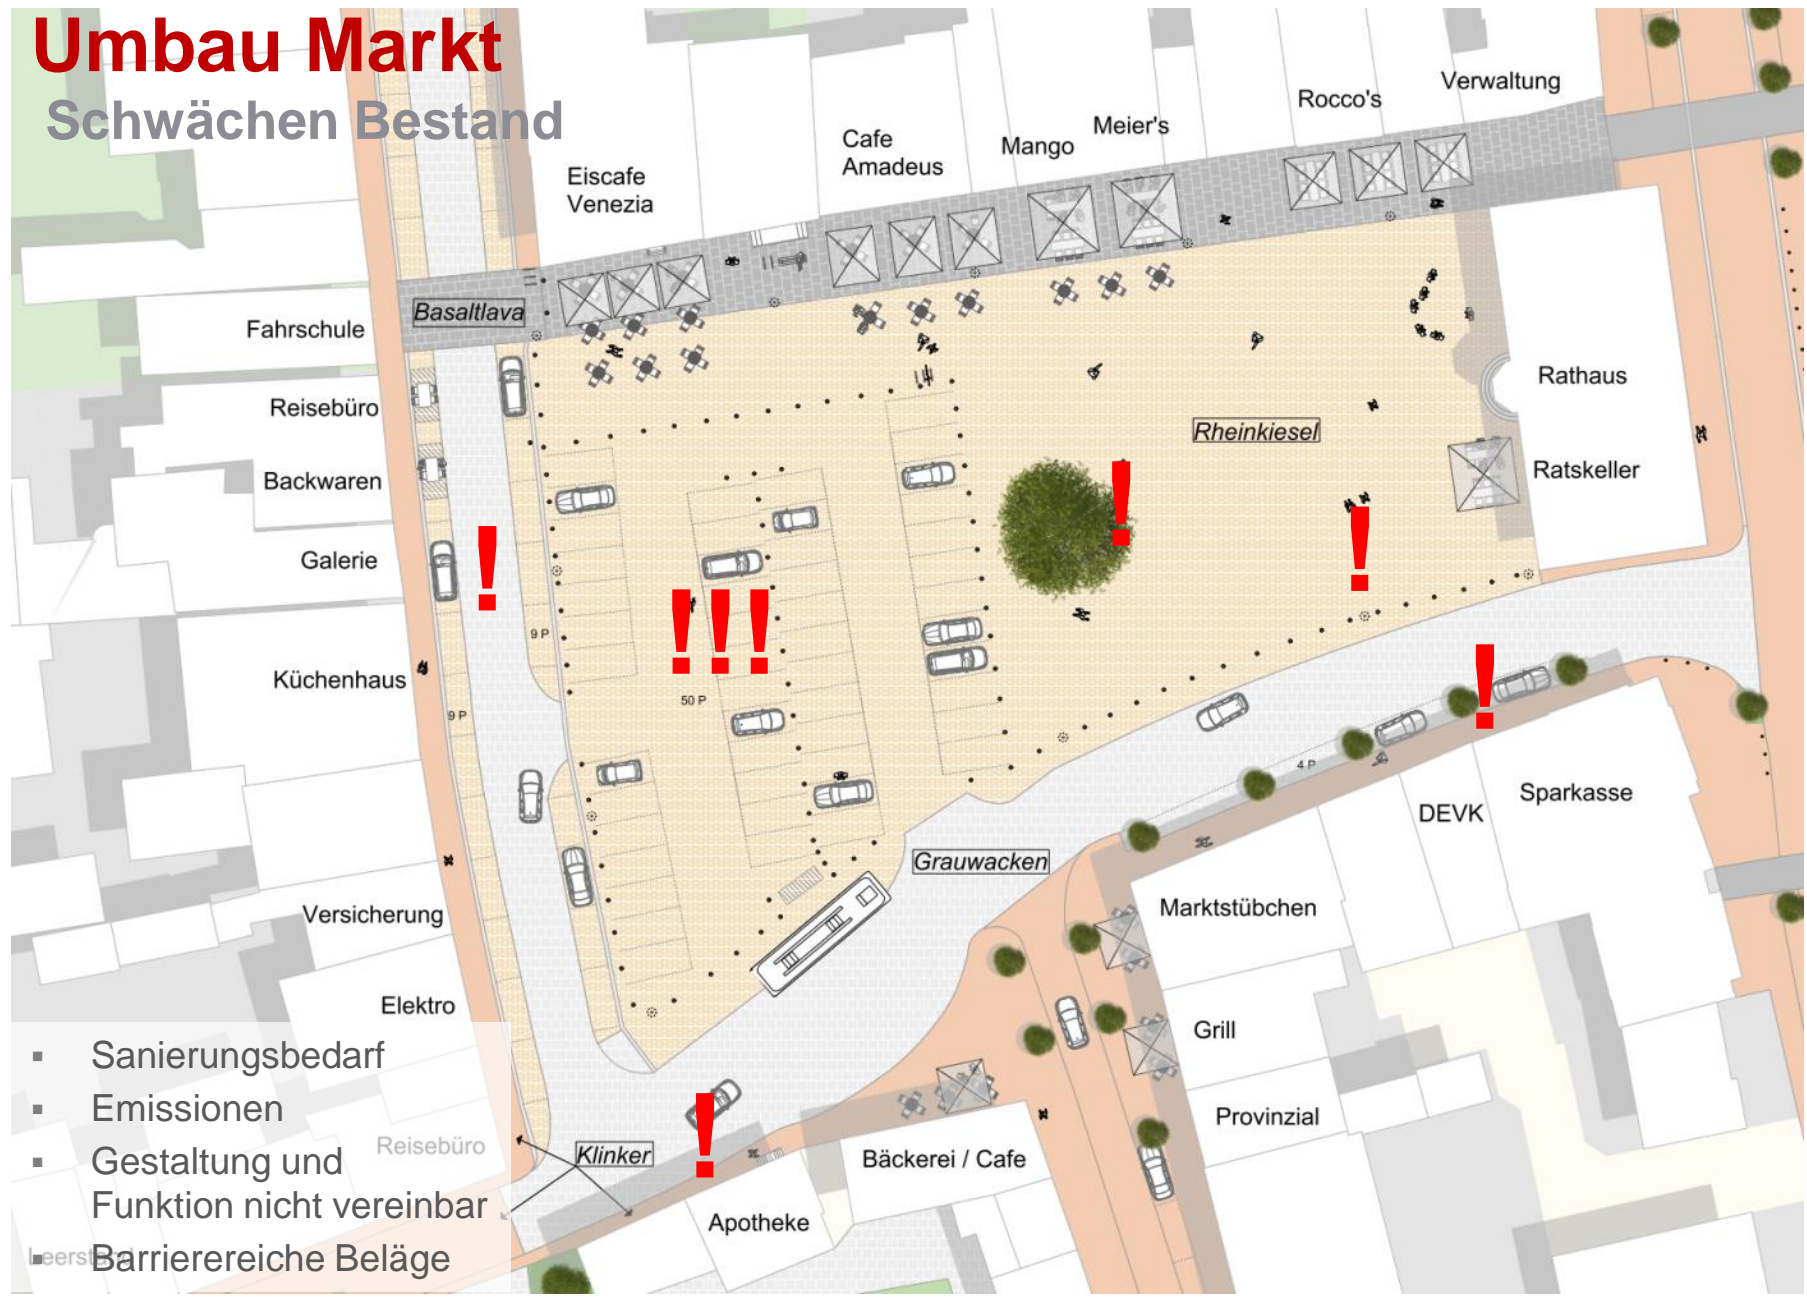 Umbau Markt
Schwächen Bestand
Verwaltung
Rocco's
Meier's
Mango
Cafe
Amadeus
Eiscafe
Venezia
Basaltlava
Fahrschule
Reisebüro
Backwaren
Galerie
Küchenhaus
Versicherung
Elektro
Reisebüro
Leerstand
Rathaus
Ratskeller
Rheinkiesel
!
!
!
!!!
!
!
9 P
9 P
50 P
4 P
Grauwacken
Sparkasse
DEVK
Marktstübchen
Grill
Provinzial
Bäckerei / Cafe
Apotheke
Klinker
▪ Sanierungsbedarf
▪ Emissionen
▪ Gestaltung und
Funktion nicht vereinbar
▪ Barrierereiche Beläge